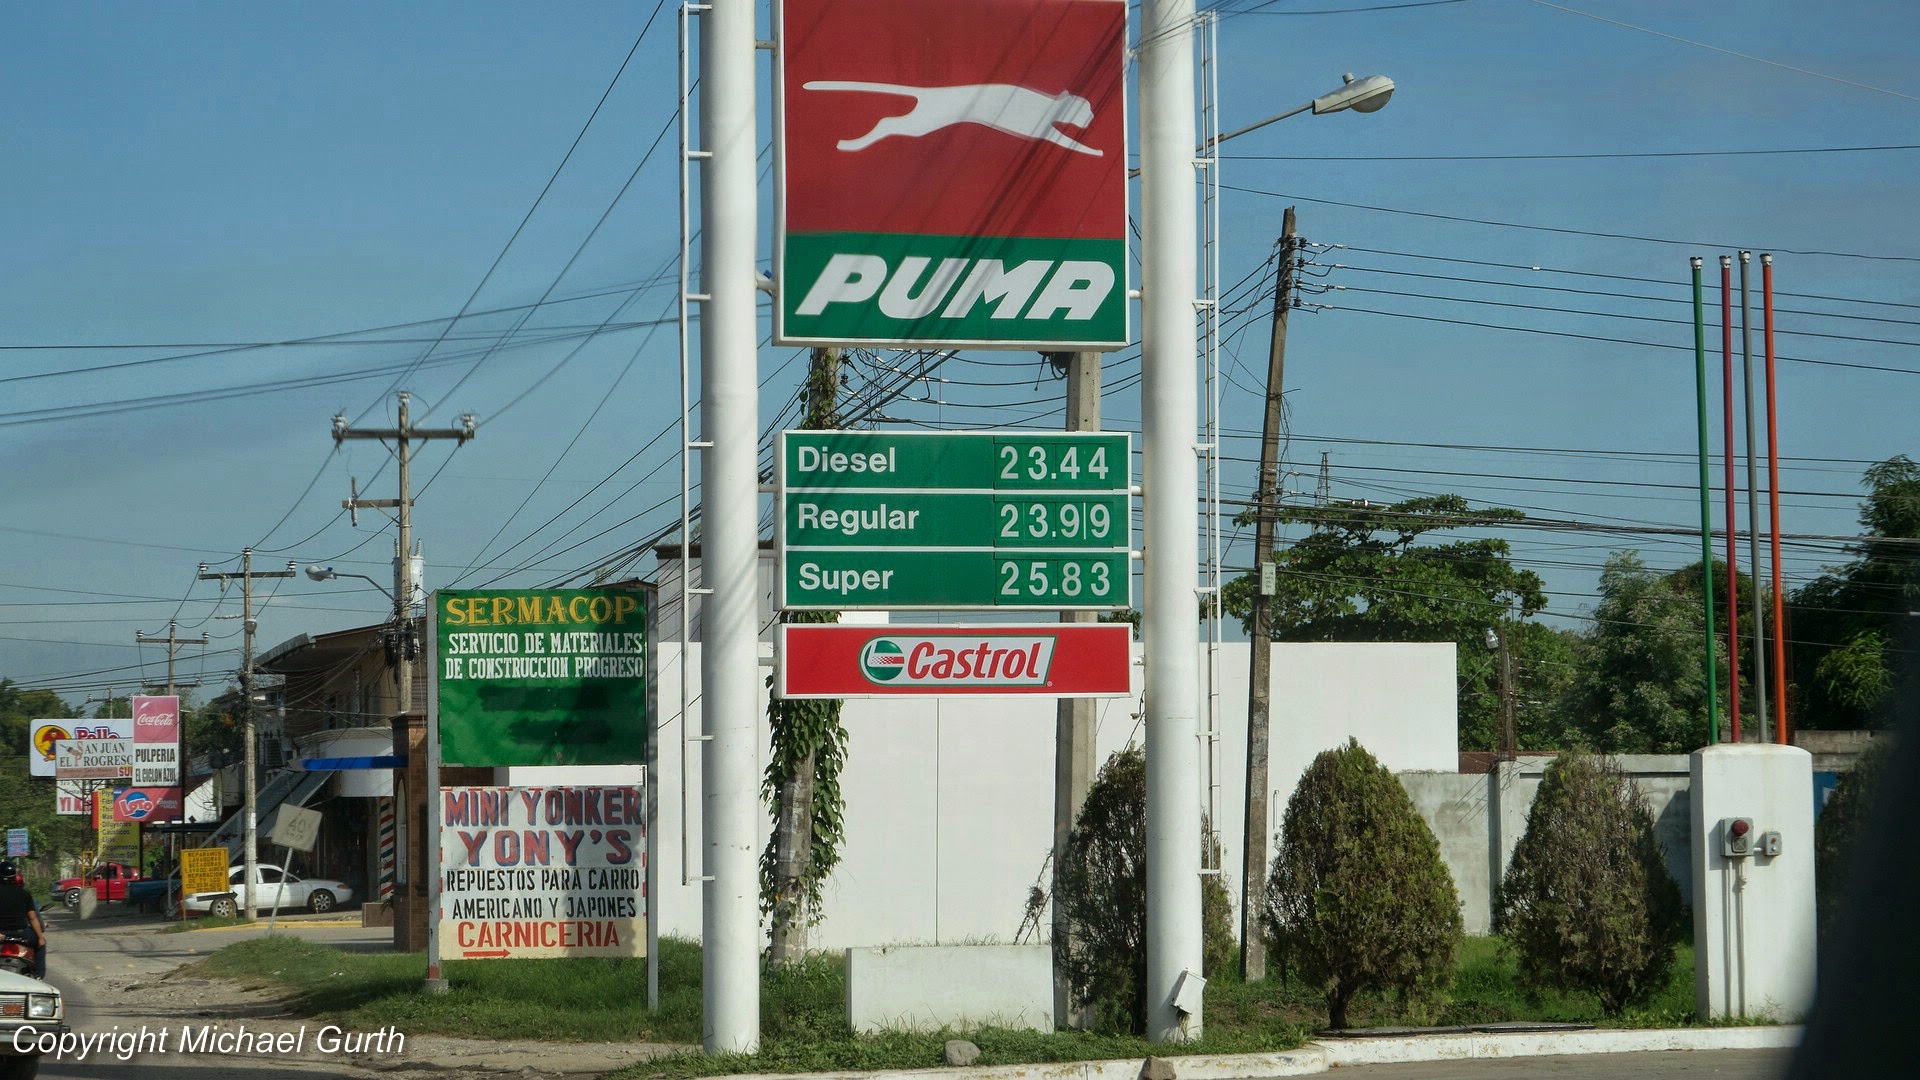 PUMA
Diesel 23.44
Regular 23.99
Super 25.83
Castrol
SERMACOP
SERVICIO DE MATERIALES
DE CONSTRUCCION PROGRESO
MINI YONKER
YONY'S
REPUESTOS PARA CARRO
AMERICANO Y JAPONES
CARNICERIA
Coca-Cola
PULPERIA
EL CICLON AZUL
Pollo
SAN JUAN
EL PROGRESO
LOTO
40
Copyright Michael Gurth